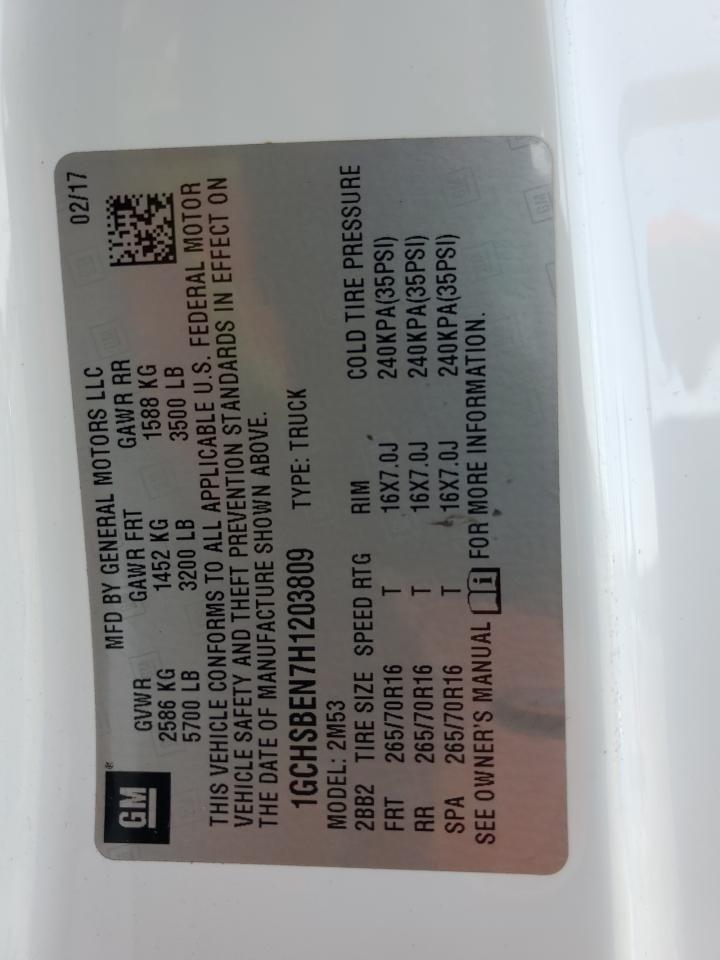 GM®
MFD BY GENERAL MOTORS LLC 02/17
GVWR GAWR FRT GAWR RR
2586 KG 1452 KG 1588 KG
5700 LB 3200 LB 3500 LB
THIS VEHICLE CONFORMS TO ALL APPLICABLE U.S. FEDERAL MOTOR
VEHICLE SAFETY AND THEFT PREVENTION STANDARDS IN EFFECT ON
THE DATE OF MANUFACTURE SHOWN ABOVE.
1GCHSBEN7H1203809 TYPE: TRUCK
MODEL: 2M53
2BB2 TIRE SIZE SPEED RTG RIM COLD TIRE PRESSURE
FRT 265/70R16 T 16X7.0J 240KPA(35PSI)
RR 265/70R16 T 16X7.0J 240KPA(35PSI)
SPA 265/70R16 T 16X7.0J 240KPA(35PSI)
SEE OWNER'S MANUAL FOR MORE INFORMATION.